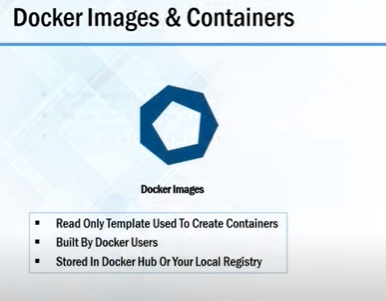 Docker Images & Containers
Docker Images
▪ Read Only Template Used To Create Containers
▪ Built By Docker Users
▪ Stored In Docker Hub Or Your Local Registry